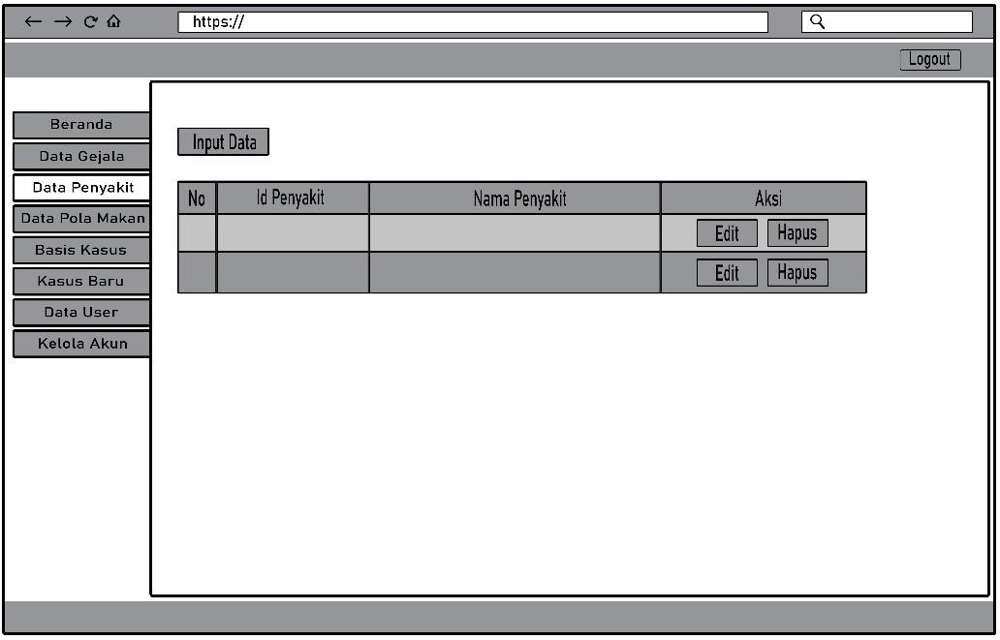 https://
Logout
Beranda
Data Gejala
Data Penyakit
Data Pola Makan
Basis Kasus
Kasus Baru
Data User
Kelola Akun
Input Data
No Id Penyakit Nama Penyakit Aksi
Edit Hapus
Edit Hapus